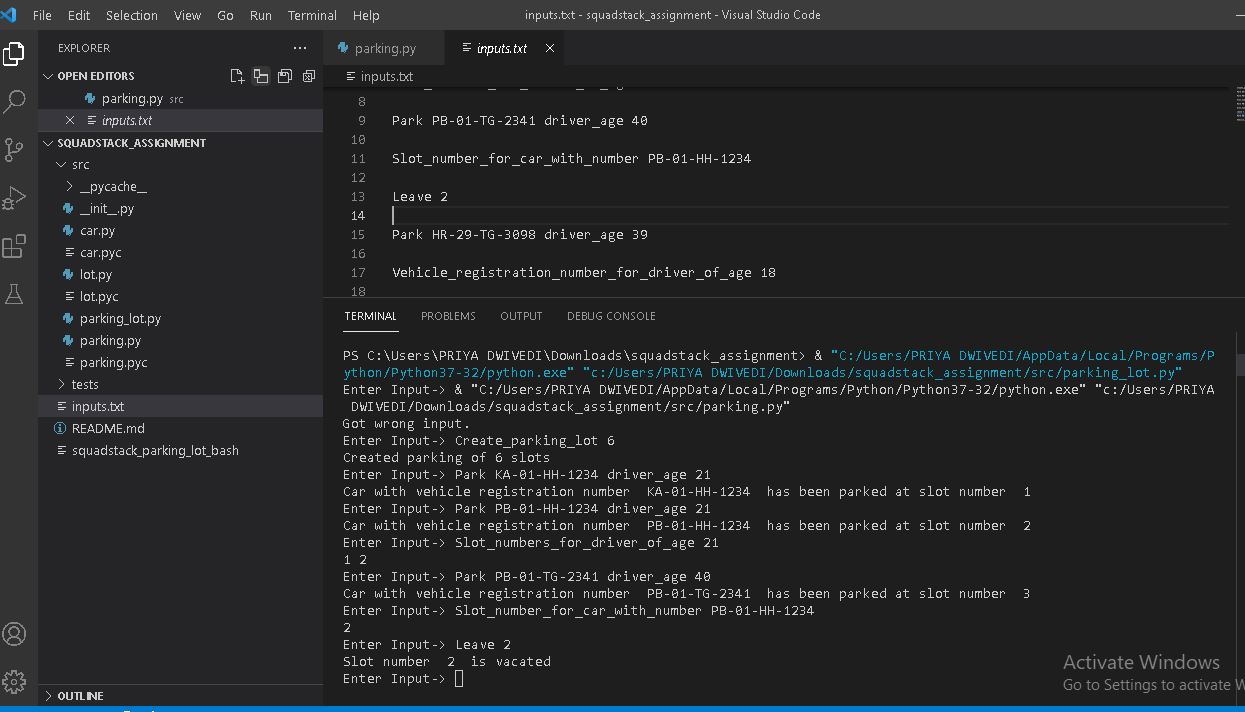 File Edit Selection View Go Run Terminal Help inputs.txt - squadstack_assignment - Visual Studio Code
EXPLORER
OPEN EDITORS
parking.py src
inputs.txt
SQUADSTACK_ASSIGNMENT
src
__pycache__
__init__.py
car.py
car.pyc
lot.py
lot.pyc
parking_lot.py
parking.py
parking.pyc
tests
inputs.txt
README.md
squadstack_parking_lot_bash
OUTLINE
parking.py inputs.txt
inputs.txt
8
9 Park PB-01-TG-2341 driver_age 40
10
11 Slot_number_for_car_with_number PB-01-HH-1234
12
13 Leave 2
14
15 Park HR-29-TG-3098 driver_age 39
16
17 Vehicle_registration_number_for_driver_of_age 18
18
TERMINAL PROBLEMS OUTPUT DEBUG CONSOLE
PS C:\Users\PRIYA DWIVEDI\Downloads\squadstack_assignment> & "C:/Users/PRIYA DWIVEDI/AppData/Local/Programs/P
ython/Python37-32/python.exe" "c:/Users/PRIYA DWIVEDI/Downloads/squadstack_assignment/src/parking_lot.py"
Enter Input-> & "C:/Users/PRIYA DWIVEDI/AppData/Local/Programs/Python/Python37-32/python.exe" "c:/Users/PRIYA
DWIVEDI/Downloads/squadstack_assignment/src/parking.py"
Got wrong input.
Enter Input-> Create_parking_lot 6
Created parking of 6 slots
Enter Input-> Park KA-01-HH-1234 driver_age 21
Car with vehicle registration number  KA-01-HH-1234  has been parked at slot number  1
Enter Input-> Park PB-01-HH-1234 driver_age 21
Car with vehicle registration number  PB-01-HH-1234  has been parked at slot number  2
Enter Input-> Slot_numbers_for_driver_of_age 21
1 2
Enter Input-> Park PB-01-TG-2341 driver_age 40
Car with vehicle registration number  PB-01-TG-2341  has been parked at slot number  3
Enter Input-> Slot_number_for_car_with_number PB-01-HH-1234
2
Enter Input-> Leave 2
Slot number  2  is vacated
Enter Input->
Activate Windows
Go to Settings to activate W